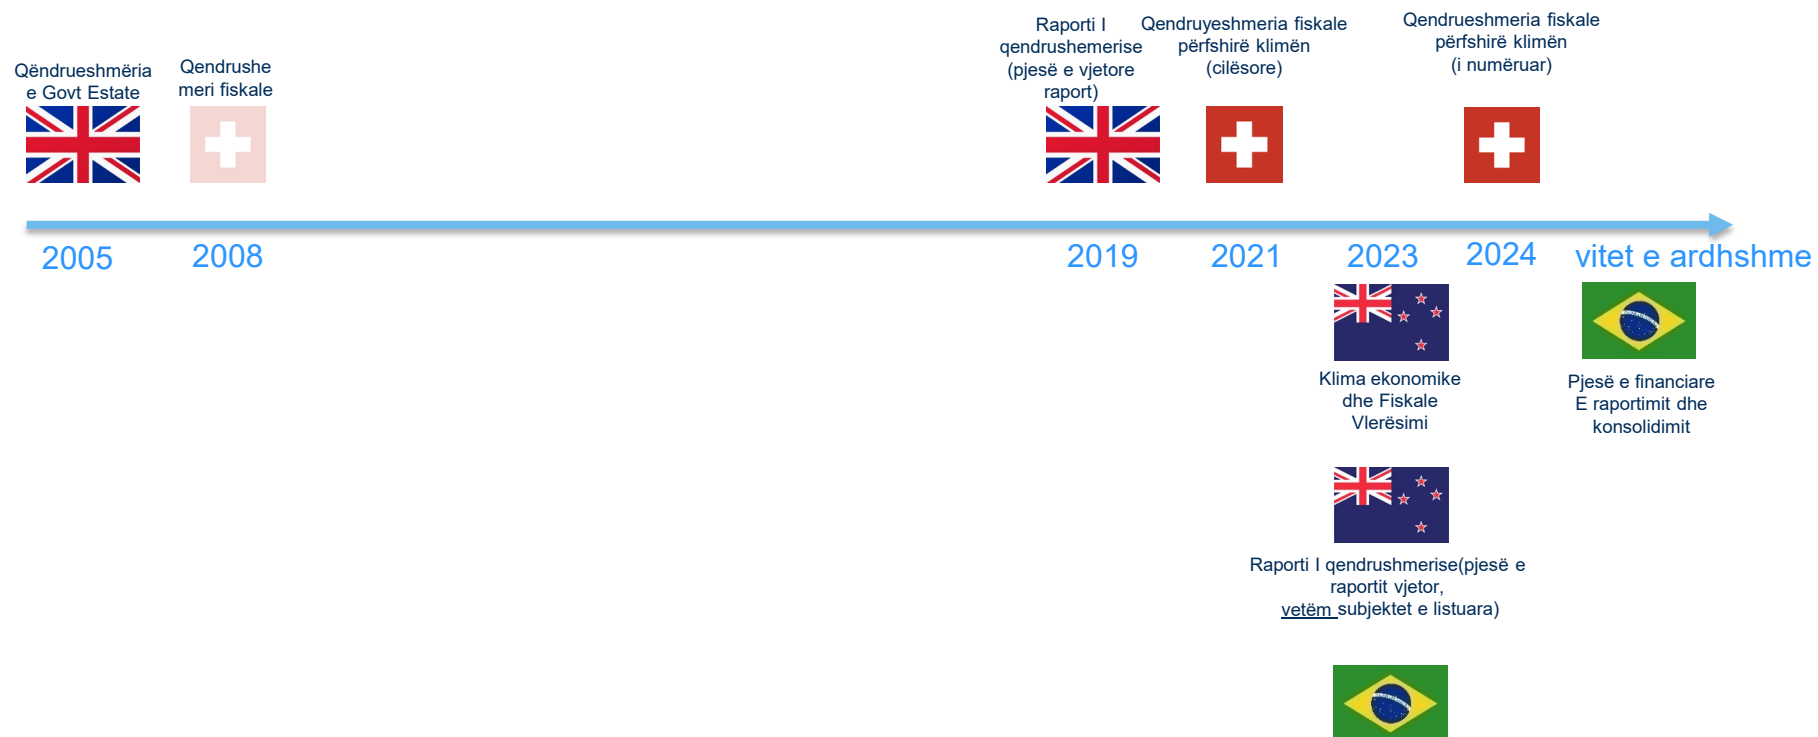 Qëndrueshmëria
e Govt Estate
Qendrushe
meri fiskale
Raporti I
qendrushemerise
(pjesë e vjetore
raport)
Qendruyeshmeria fiskale
përfshirë klimën
(cilësore)
Qendrueshmeria fiskale
përfshirë klimën
(i numëruar)
2005
2008
2019
2021
2023
2024
vitet e ardhshme
Klima ekonomike
dhe Fiskale
Vlerësimi
Pjesë e financiare
E raportimit dhe
konsolidimit
Raporti I qendrushmerise(pjesë e
raportit vjetor,
vetëm subjektet e listuara)